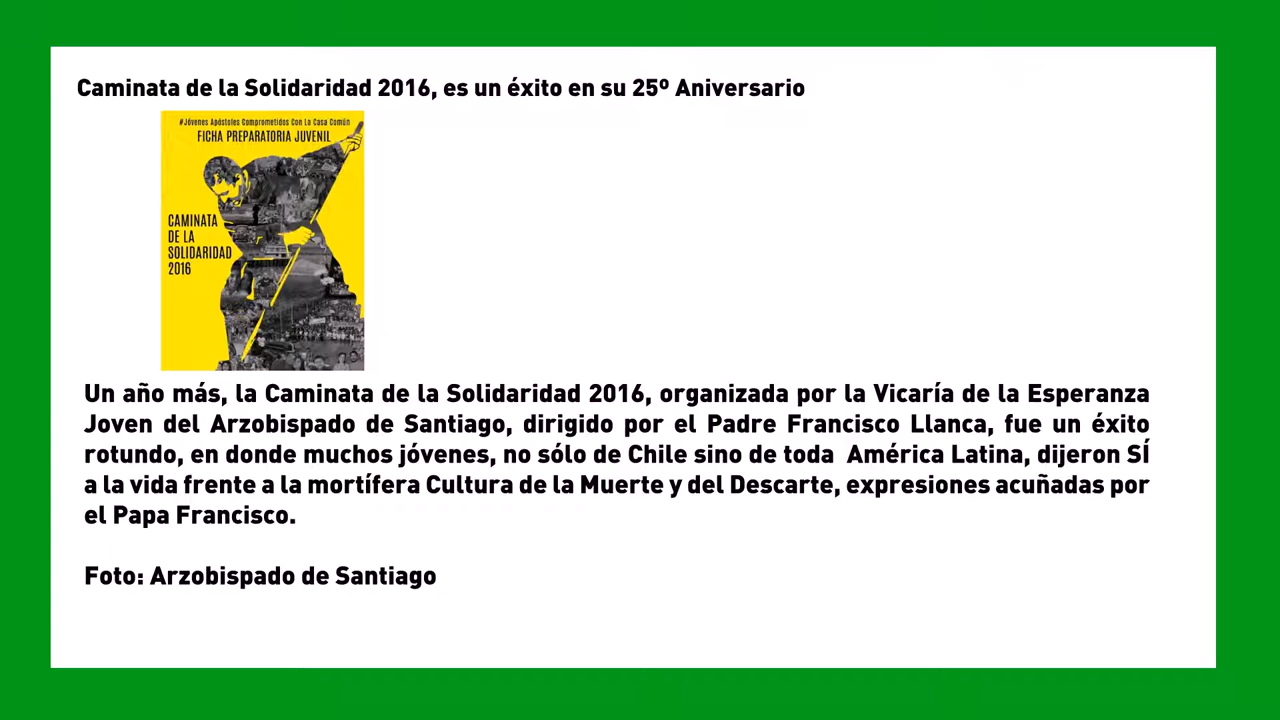 Caminata de la Solidaridad 2016, es un éxito en su 25º Aniversario
#Jóvenes Apóstoles Comprometidos Con La Casa Común
FICHA PREPARATORIA JUVENIL
CAMINATA
DE LA
SOLIDARIDAD
2016
Un año más, la Caminata de la Solidaridad 2016, organizada por la Vicaría de la Esperanza
Joven del Arzobispado de Santiago, dirigido por el Padre Francisco Llanca, fue un éxito
rotundo, en donde muchos jóvenes, no sólo de Chile sino de toda América Latina, dijeron SÍ
a la vida frente a la mortífera Cultura de la Muerte y del Descarte, expresiones acuñadas por
el Papa Francisco.
Foto: Arzobispado de Santiago